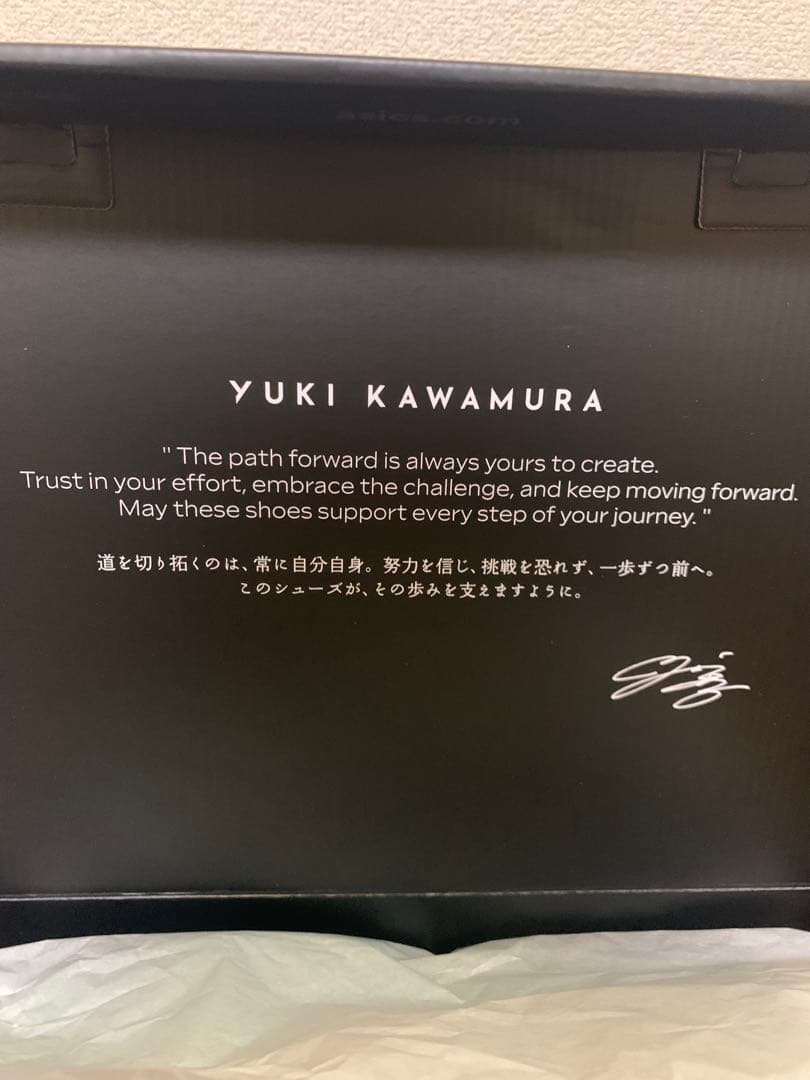 asics.com
YUKI KAWAMURA
" The path forward is always yours to create.
Trust in your effort, embrace the challenge, and keep moving forward.
May these shoes support every step of your journey. "
道を切り拓くのは、常に自分自身。努力を信じ、挑戦を恐れず、一歩ずつ前へ。
このシューズが、その歩みを支えますように。